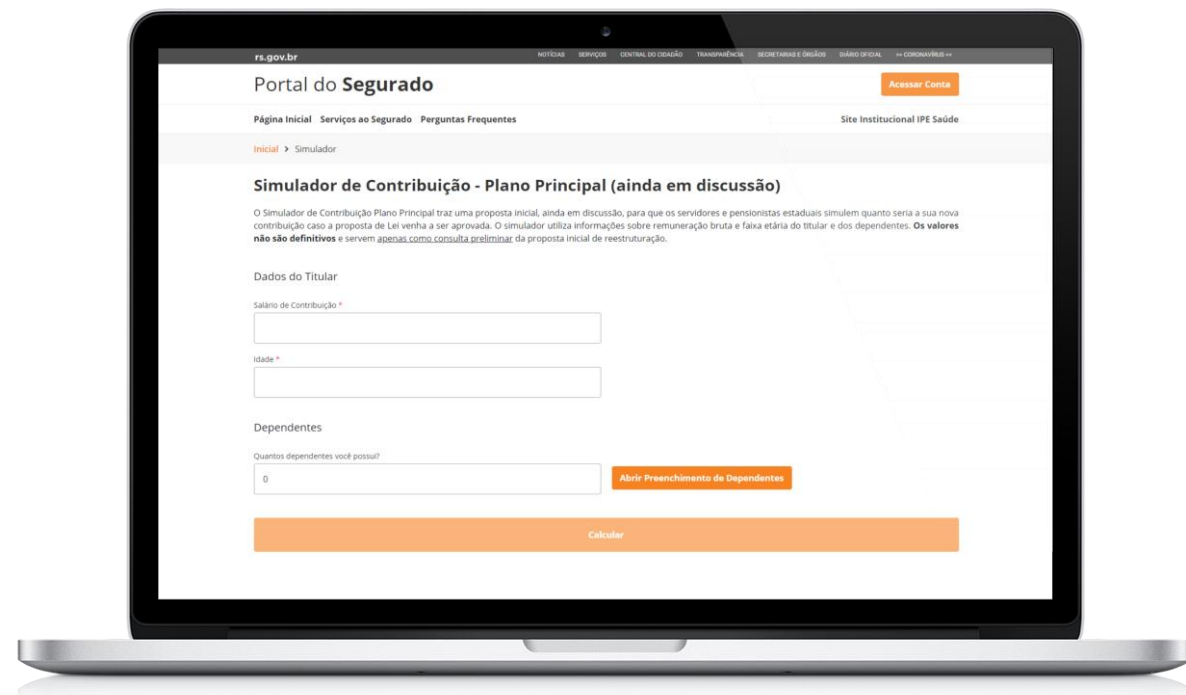 rs.gov.br
NOTÍCIAS SERVIÇOS CENTRAL DO CIDADÃO TRANSPARÊNCIA SECRETARIAS E ÓRGÃOS DIÁRIO OFICIAL »» CORONAVÍRUS ««
Portal do Segurado
Acessar Conta
Página Inicial Serviços ao Segurado Perguntas Frequentes
Site Institucional IPE Saúde
Inicial > Simulador
Simulador de Contribuição - Plano Principal (ainda em discussão)
O Simulador de Contribuição Plano Principal traz uma proposta inicial, ainda em discussão, para que os servidores e pensionistas estaduais simulem quanto seria a sua nova
contribuição caso a proposta de Lei venha a ser aprovada. O simulador utiliza informações sobre remuneração bruta e faixa etária do titular e dos dependentes. Os valores
não são definitivos e servem apenas como consulta preliminar da proposta inicial de reestruturação.
Dados do Titular
Salário de Contribuição *
Idade *
Dependentes
Quantos dependentes você possui?
0
Abrir Preenchimento de Dependentes
Calcular